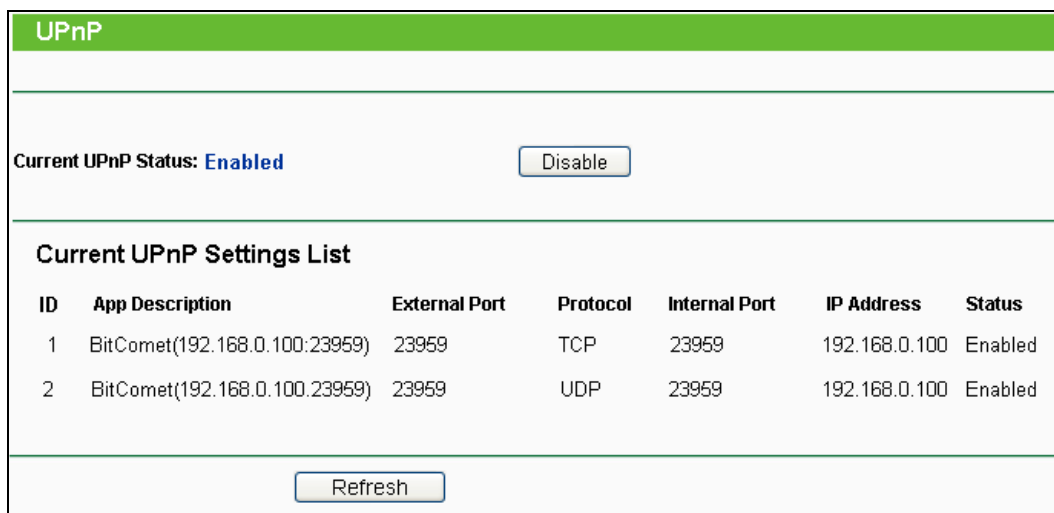 UPnP
Current UPnP Status: Enabled Disable
Current UPnP Settings List
ID App Description External Port Protocol Internal Port IP Address Status
1 BitComet(192.168.0.100:23959) 23959 TCP 23959 192.168.0.100 Enabled
2 BitComet(192.168.0.100.23959) 23959 UDP 23959 192.168.0.100 Enabled
Refresh